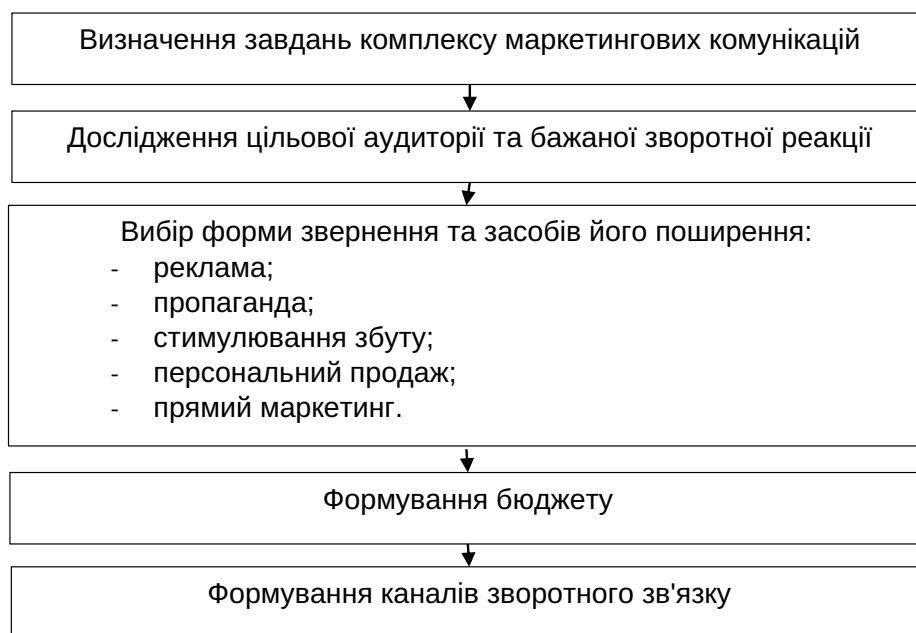 Визначення завдань комплексу маркетингових комунікацій
Дослідження цільової аудиторії та бажаної зворотної реакції
Вибір форми звернення та засобів його поширення:
- реклама;
- пропаганда;
- стимулювання збуту;
- персональний продаж;
- прямий маркетинг.
Формування бюджету
Формування каналів зворотного зв'язку